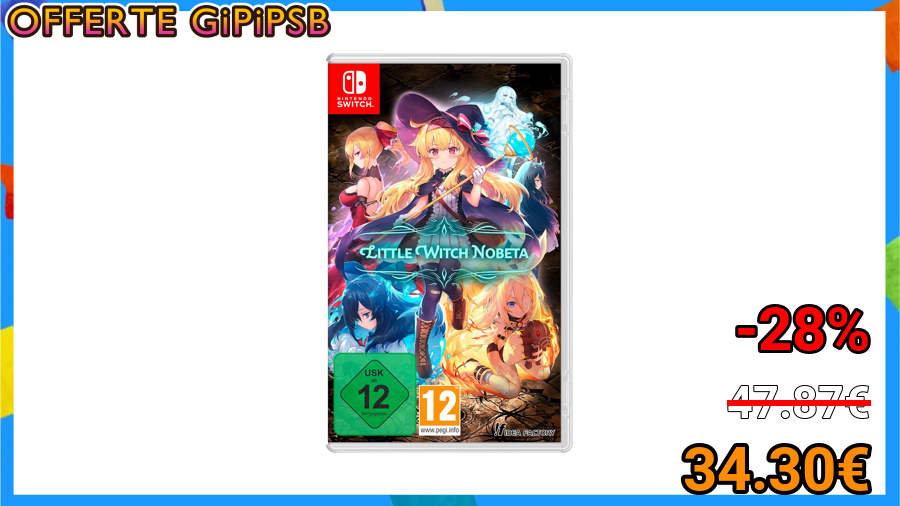 OFFERTE GiPiPSB
NINTENDO
SWITCH
LITTLE WITCH NOBETA
USK
ab
12
12
www.pegi.info
IDEA FACTORY
-28%
47.87€
34.30€